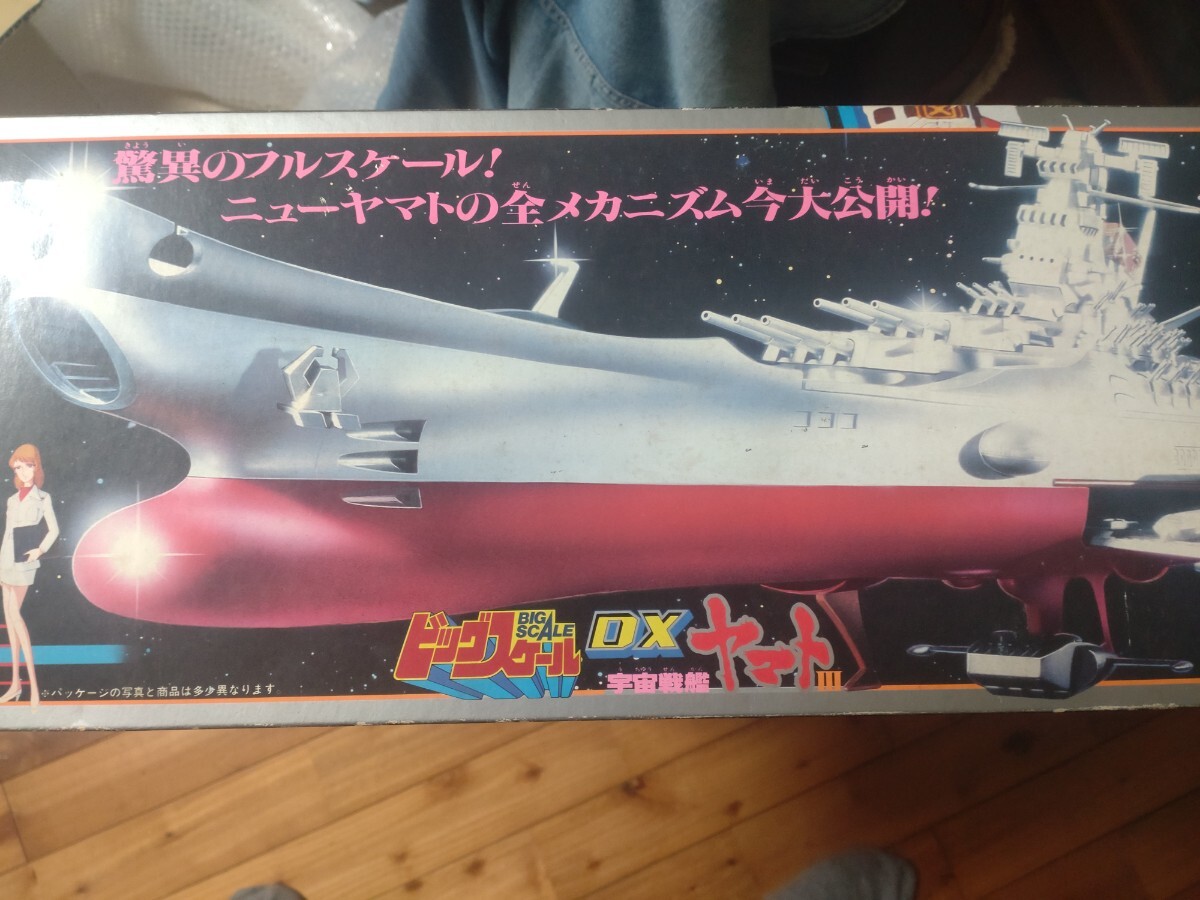 驚異のフルスケール!
ニューヤマトの全メカニズム今大公開!
ビッグスケール
BIG SCALE
DX
宇宙戦艦
ヤマトIII
※パッケージの写真と商品は多少異なります